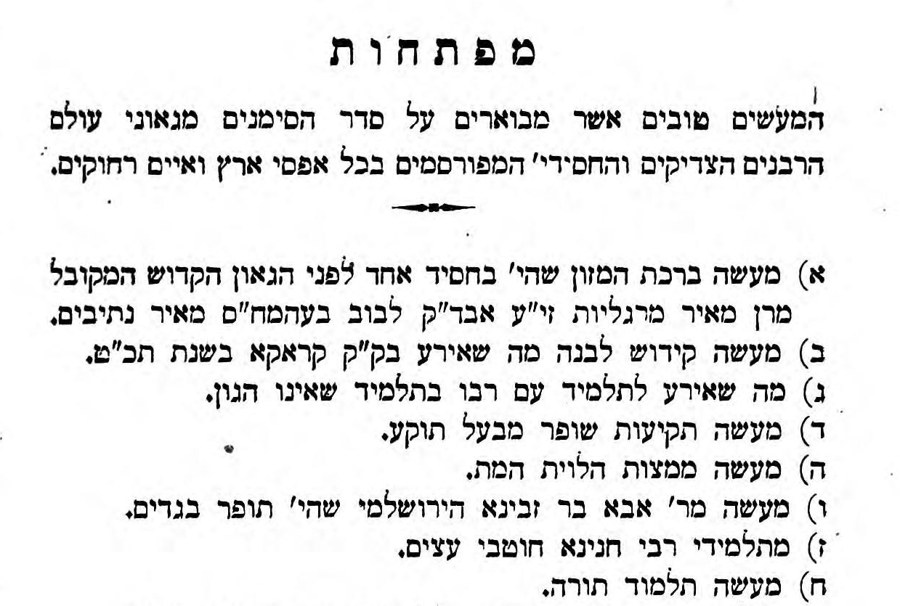 מפתחות
המעשים טובים אשר מבוארים על סדר הסימנים מגאוני עולם
הרבנים הצדיקים והחסידי' המפורסמים בכל אפסי ארץ ואיים רחוקים.
א) מעשה ברכת המזון שהי' בחסיד אחד לפני הגאון הקדוש המקובל
מרן מאיר מרגליות זי"ע אבד"ק לבוב בעהמח"ס מאיר נתיבים.
ב) מעשה קידוש לבנה מה שאירע בק"ק קראקא בשנת תכ"ט.
ג) מה שאירע לתלמיד עם רבו בתלמיד שאינו הגון.
ד) מעשה תקיעות שופר מבעל תוקע.
ה) מעשה ממצות הלוית המת.
ו) מעשה מר' אבא בר זבינא הירושלמי שהי' תופר בגדים.
ז) מתלמידי רבי חנינא חוטבי עצים.
ח) מעשה תלמוד תורה.